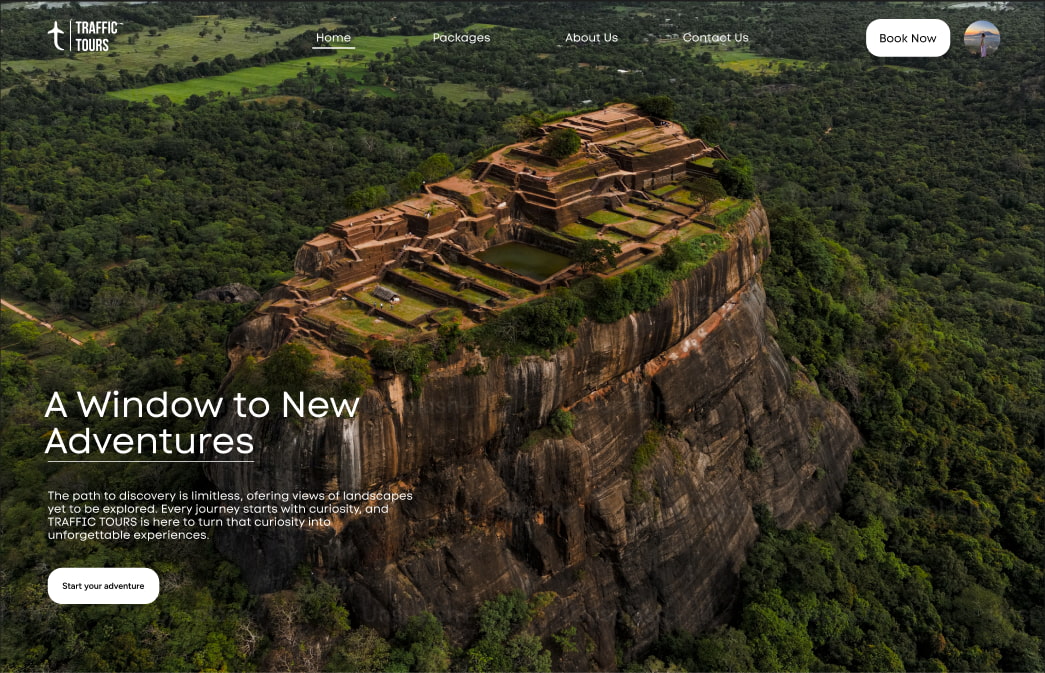 TRAFFIC
TOURS
Home
Packages
About Us
Contact Us
Book Now
A Window to New
Adventures
The path to discovery is limitless, ofering views of landscapes
yet to be explored. Every journey starts with curiosity, and
TRAFFIC TOURS is here to turn that curiosity into
unforgettable experiences.
Start your adventure